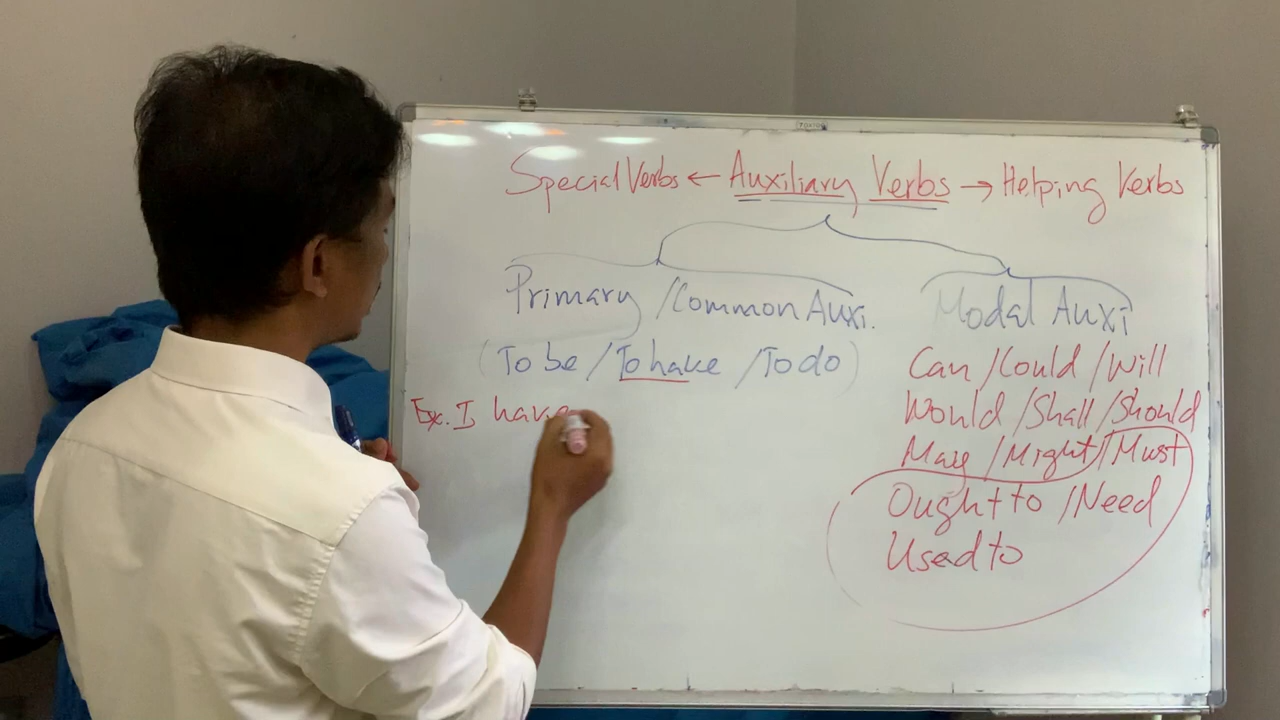 Special Verbs ← Auxiliary Verbs → Helping Verbs
Primary / Common Auxi.
(To be / To have / To do)
Ex. I have
Modal Auxi
Can / Could / Will
Would / Shall / Should
May / Might / Must
Ought to / Need
Used to